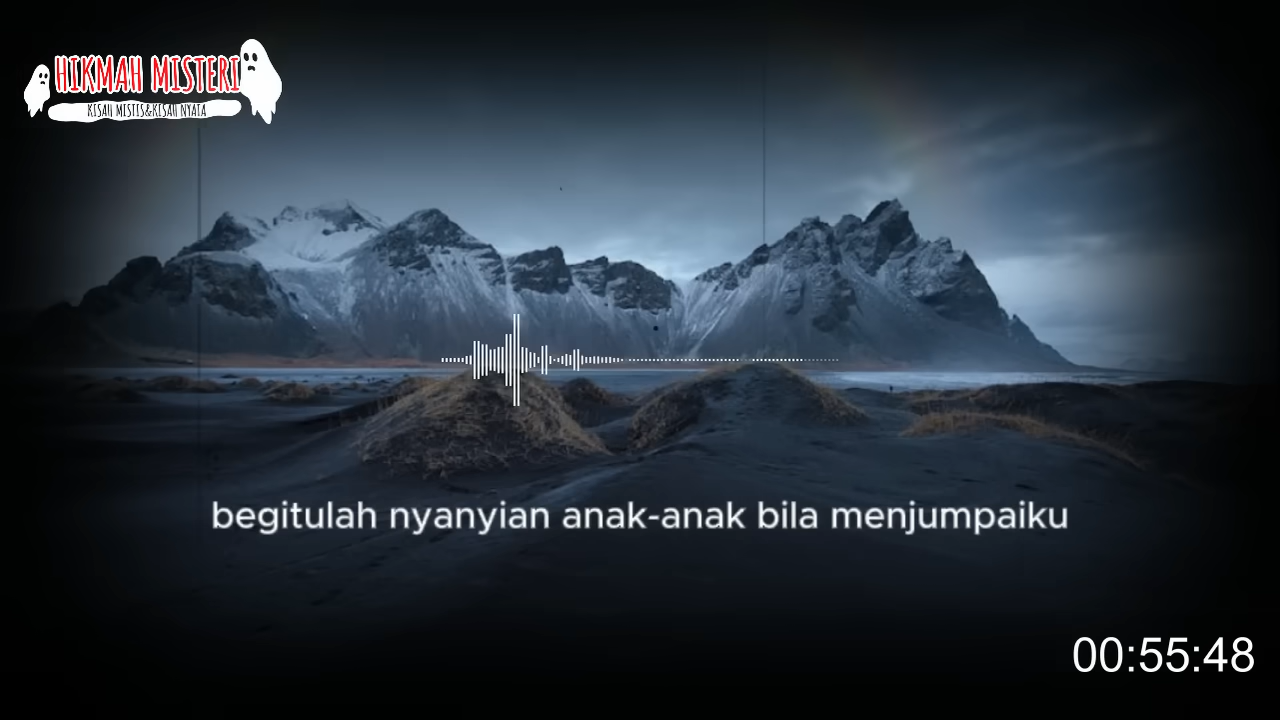 HIKMAH MISTERI
KISAH MISTIS&KISAH NYATA
begitulah nyanyian anak-anak bila menjumpaiku
00:55:48